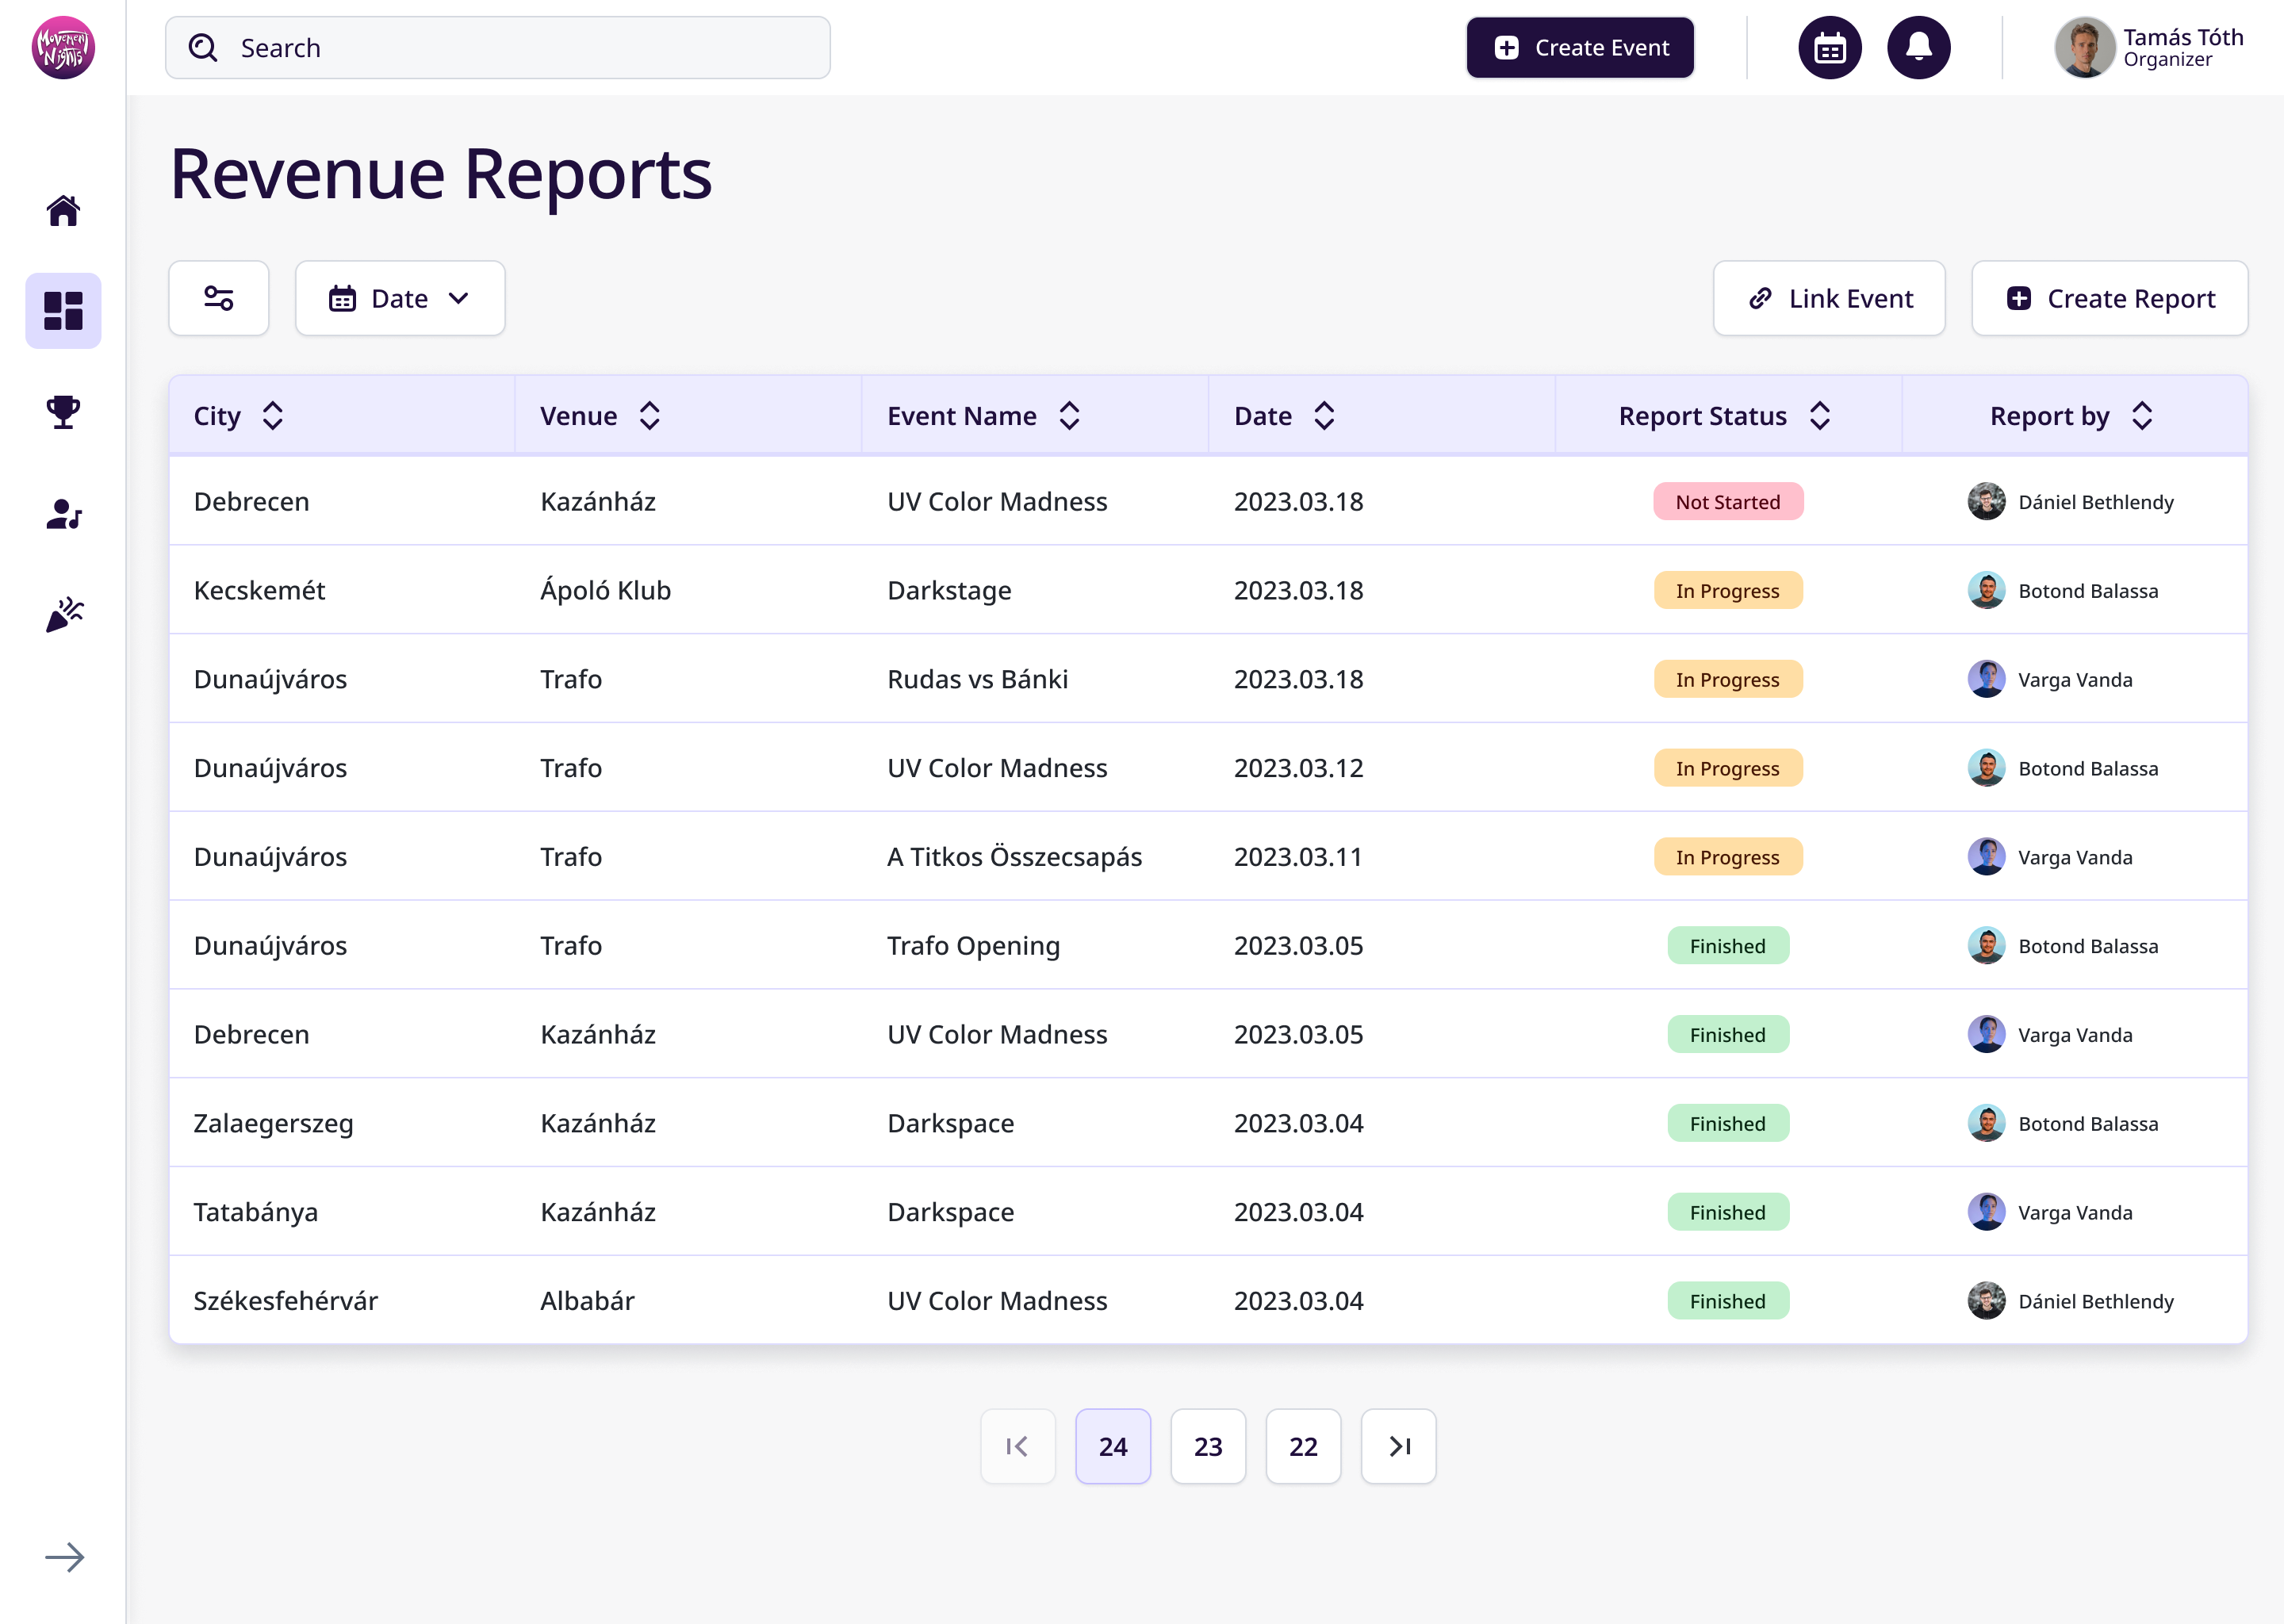 Movement
Nights
Search
Create Event
Tamás Tóth
Organizer
Revenue Reports
Date
Link Event
Create Report
City Venue Event Name Date Report Status Report by
Debrecen Kazánház UV Color Madness 2023.03.18 Not Started Dániel Bethlendy
Kecskemét Ápoló Klub Darkstage 2023.03.18 In Progress Botond Balassa
Dunaújváros Trafo Rudas vs Bánki 2023.03.18 In Progress Varga Vanda
Dunaújváros Trafo UV Color Madness 2023.03.12 In Progress Botond Balassa
Dunaújváros Trafo A Titkos Összecsapás 2023.03.11 In Progress Varga Vanda
Dunaújváros Trafo Trafo Opening 2023.03.05 Finished Botond Balassa
Debrecen Kazánház UV Color Madness 2023.03.05 Finished Varga Vanda
Zalaegerszeg Kazánház Darkspace 2023.03.04 Finished Botond Balassa
Tatabánya Kazánház Darkspace 2023.03.04 Finished Varga Vanda
Székesfehérvár Albabár UV Color Madness 2023.03.04 Finished Dániel Bethlendy
24 23 22